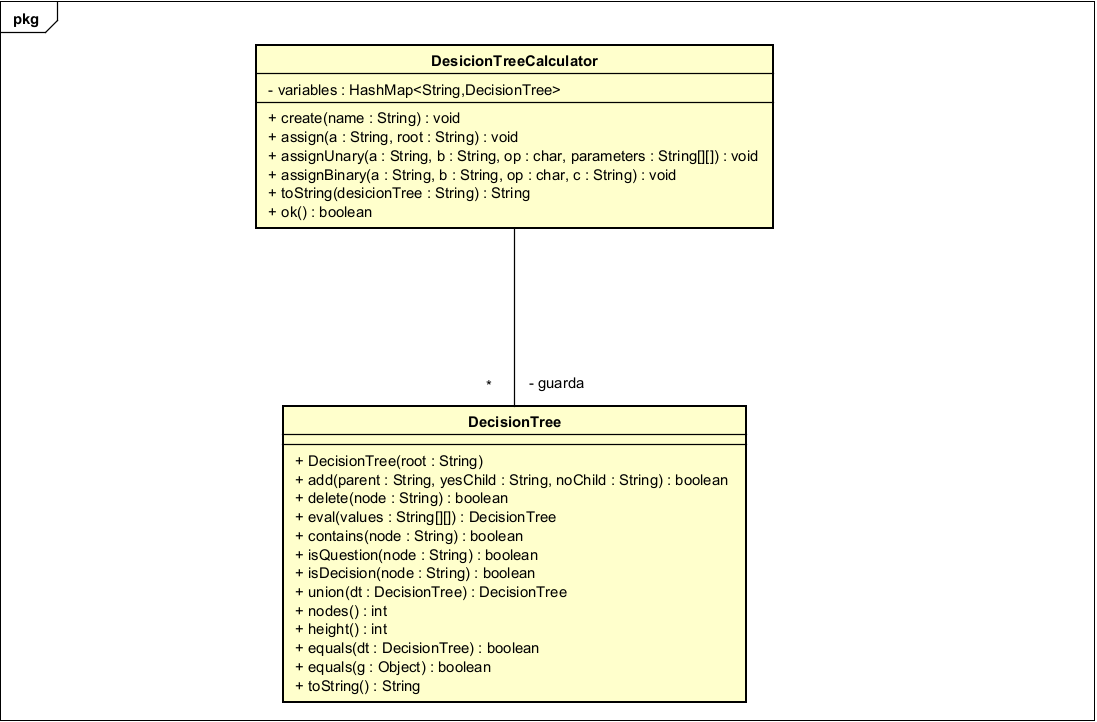 pkg
DesicionTreeCalculator
- variables : HashMap<String,DecisionTree>
+ create(name : String) : void
+ assign(a : String, root : String) : void
+ assignUnary(a : String, b : String, op : char, parameters : String[][]) : void
+ assignBinary(a : String, b : String, op : char, c : String) : void
+ toString(desicionTree : String) : String
+ ok() : boolean
* - guarda
DecisionTree
+ DecisionTree(root : String)
+ add(parent : String, yesChild : String, noChild : String) : boolean
+ delete(node : String) : boolean
+ eval(values : String[][]) : DecisionTree
+ contains(node : String) : boolean
+ isQuestion(node : String) : boolean
+ isDecision(node : String) : boolean
+ union(dt : DecisionTree) : DecisionTree
+ nodes() : int
+ height() : int
+ equals(dt : DecisionTree) : boolean
+ equals(g : Object) : boolean
+ toString() : String